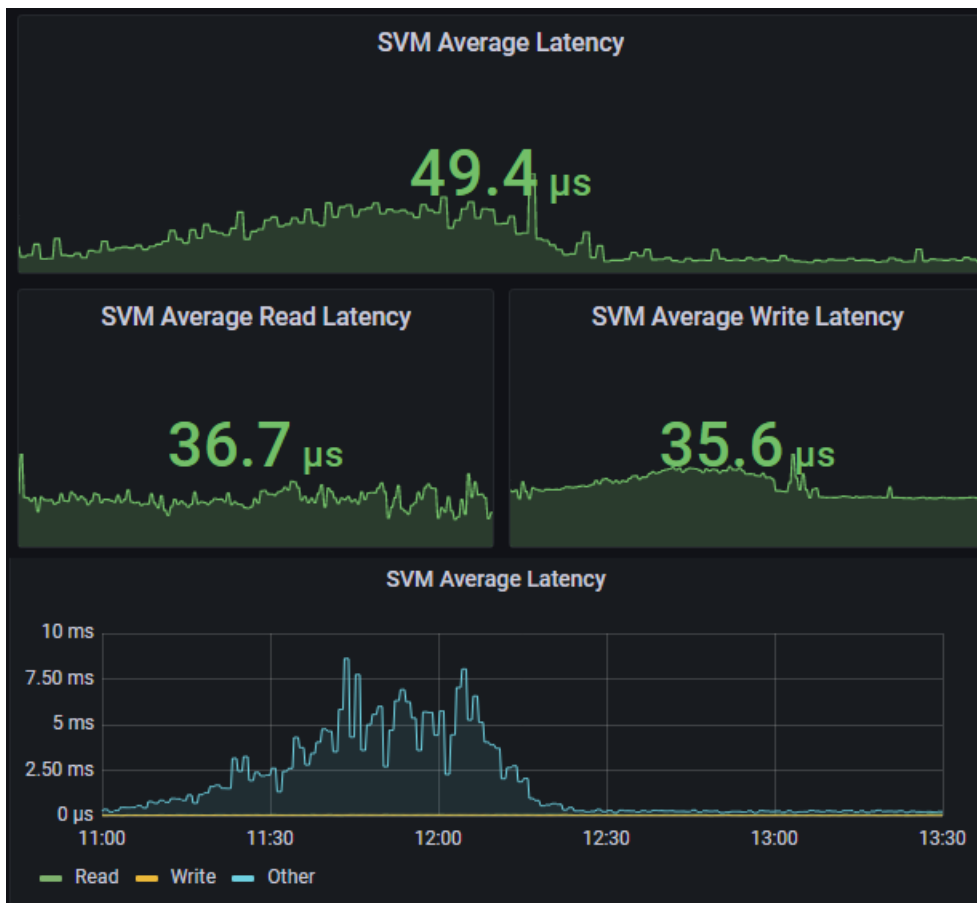 SVM Average Latency
49.4 µs
SVM Average Read Latency
36.7 µs
SVM Average Write Latency
35.6 µs
SVM Average Latency
10 ms
7.50 ms
5 ms
2.50 ms
0 µs
11:00 11:30 12:00 12:30 13:00 13:30
Read Write Other